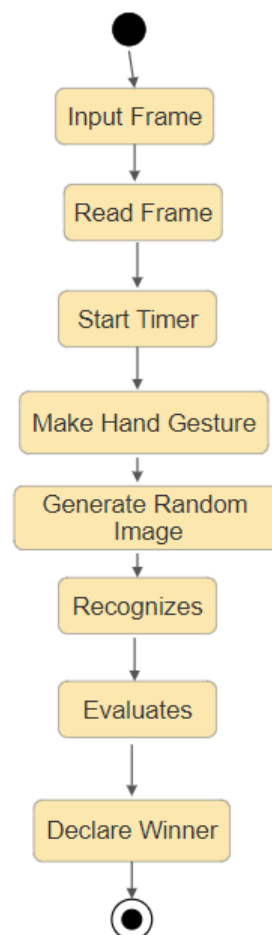 Input Frame
Read Frame
Start Timer
Make Hand Gesture
Generate Random
Image
Recognizes
Evaluates
Declare Winner